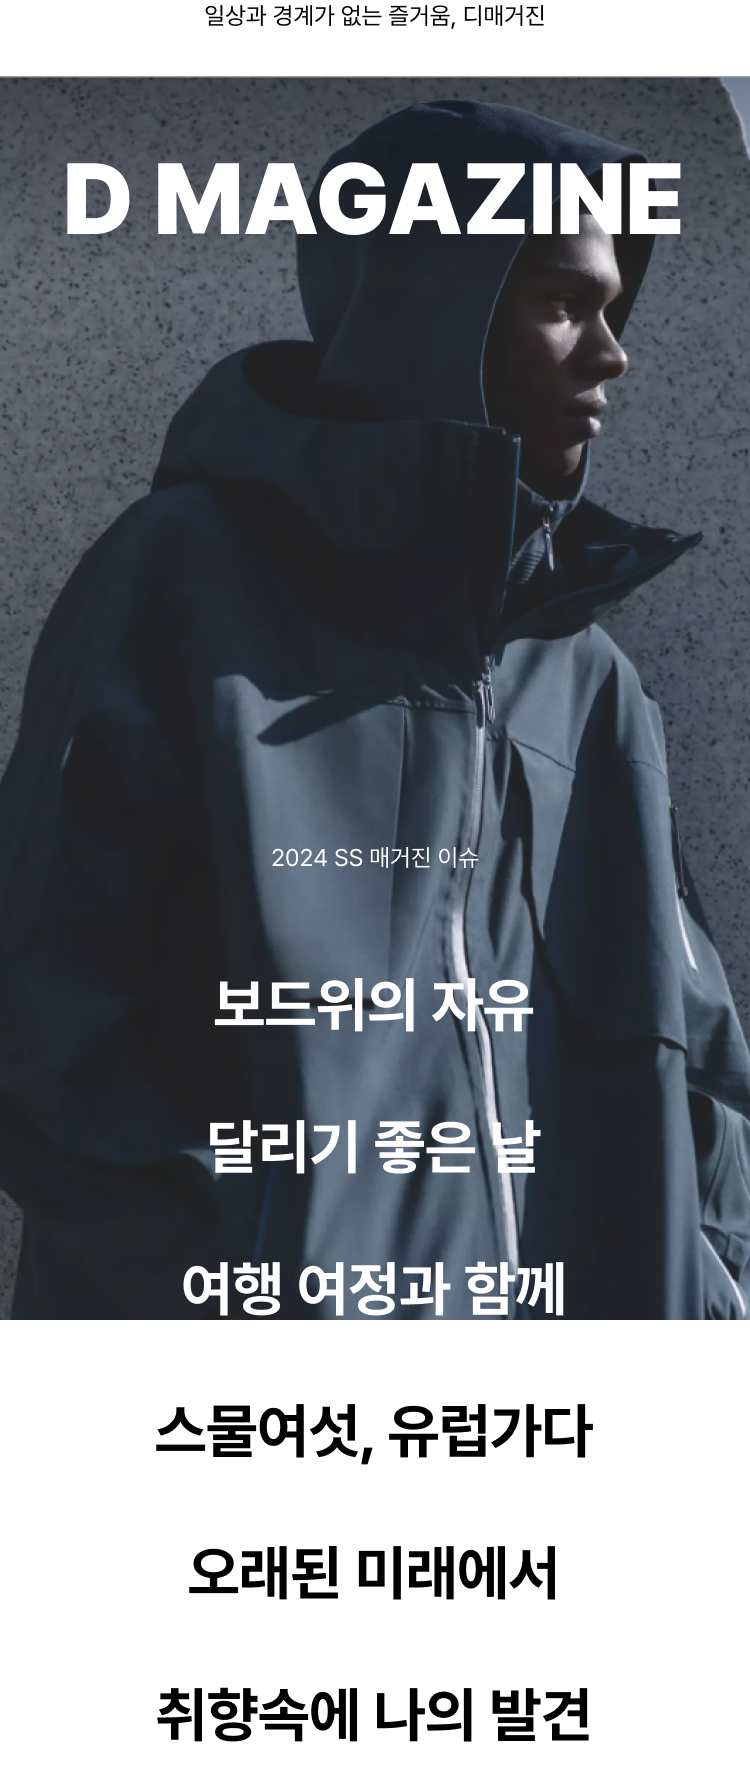 일상과 경계가 없는 즐거움, 디매거진
D MAGAZINE
2024 SS 매거진 이슈
보드위의 자유
달리기 좋은 날
여행 여정과 함께
스물여섯, 유럽가다
오래된 미래에서
취향속에 나의 발견